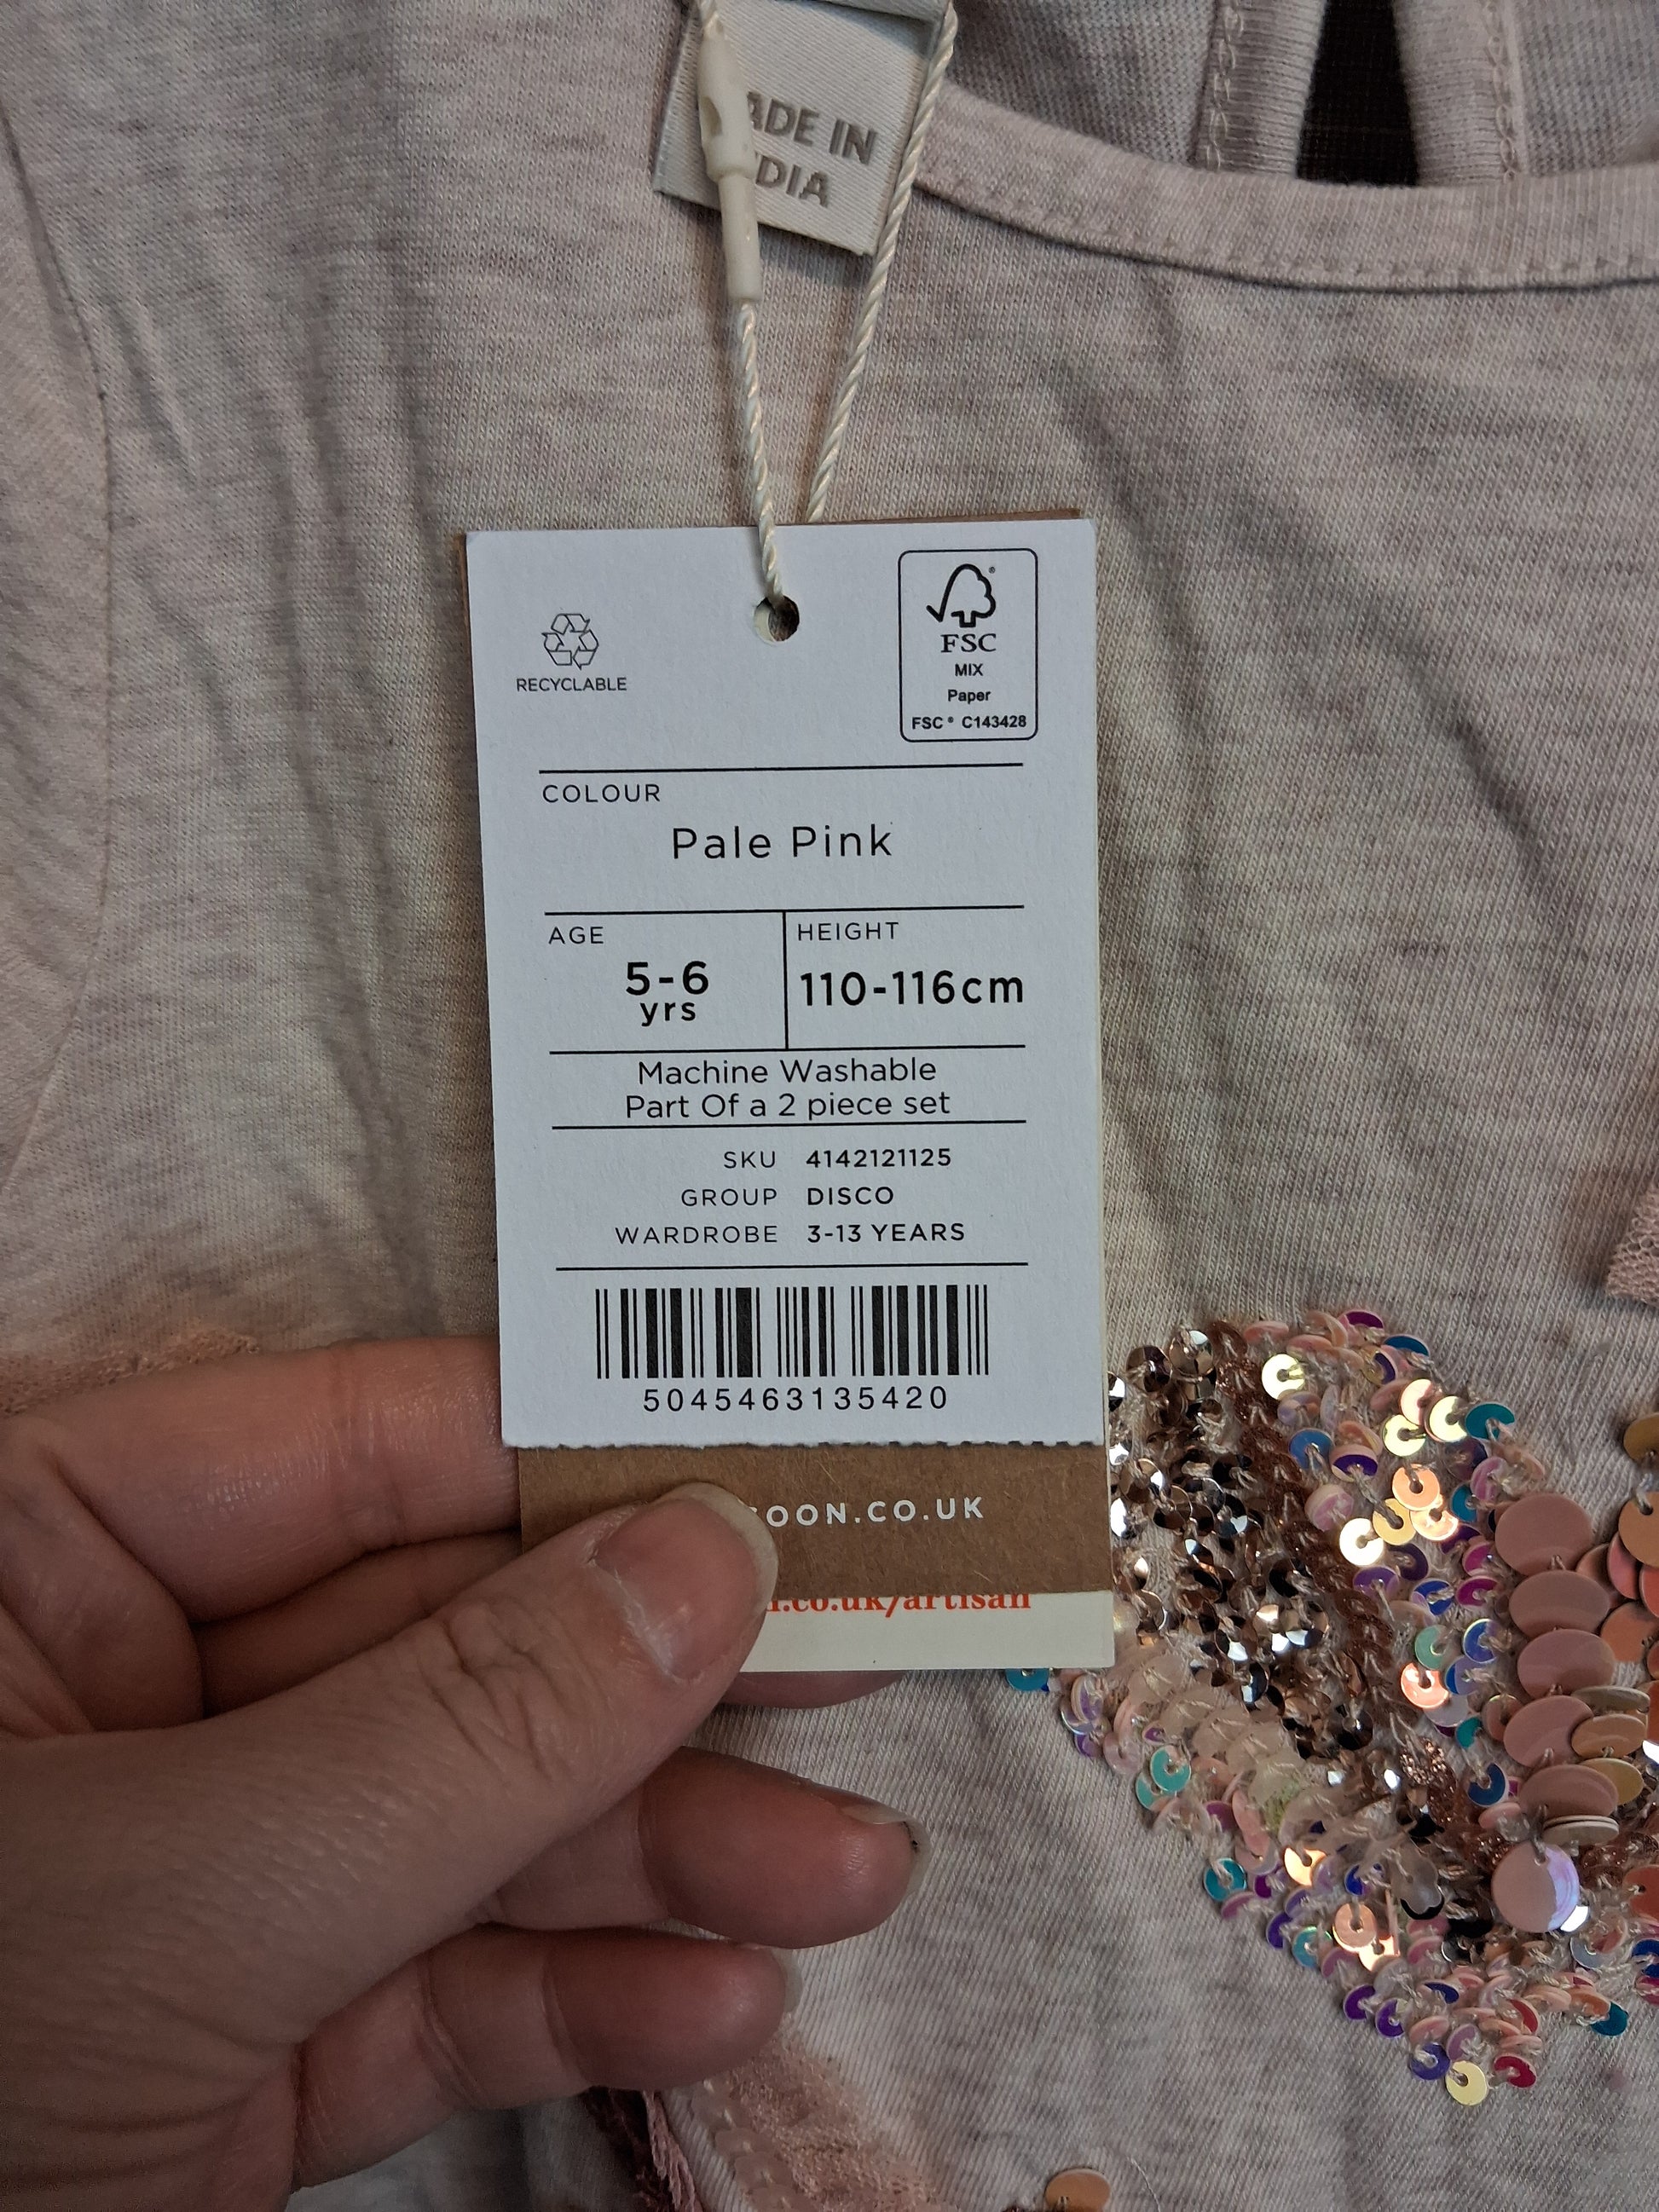 ADE IN
DIA
RECYCLABLE
FSC
MIX
Paper
FSC® C143428
COLOUR
Pale Pink
AGE
5-6
yrs
HEIGHT
110-116cm
Machine Washable
Part Of a 2 piece set
SKU 4142121125
GROUP DISCO
WARDROBE 3-13 YEARS
5045463135420
SOON.CO.UK
.co.uk/artisan